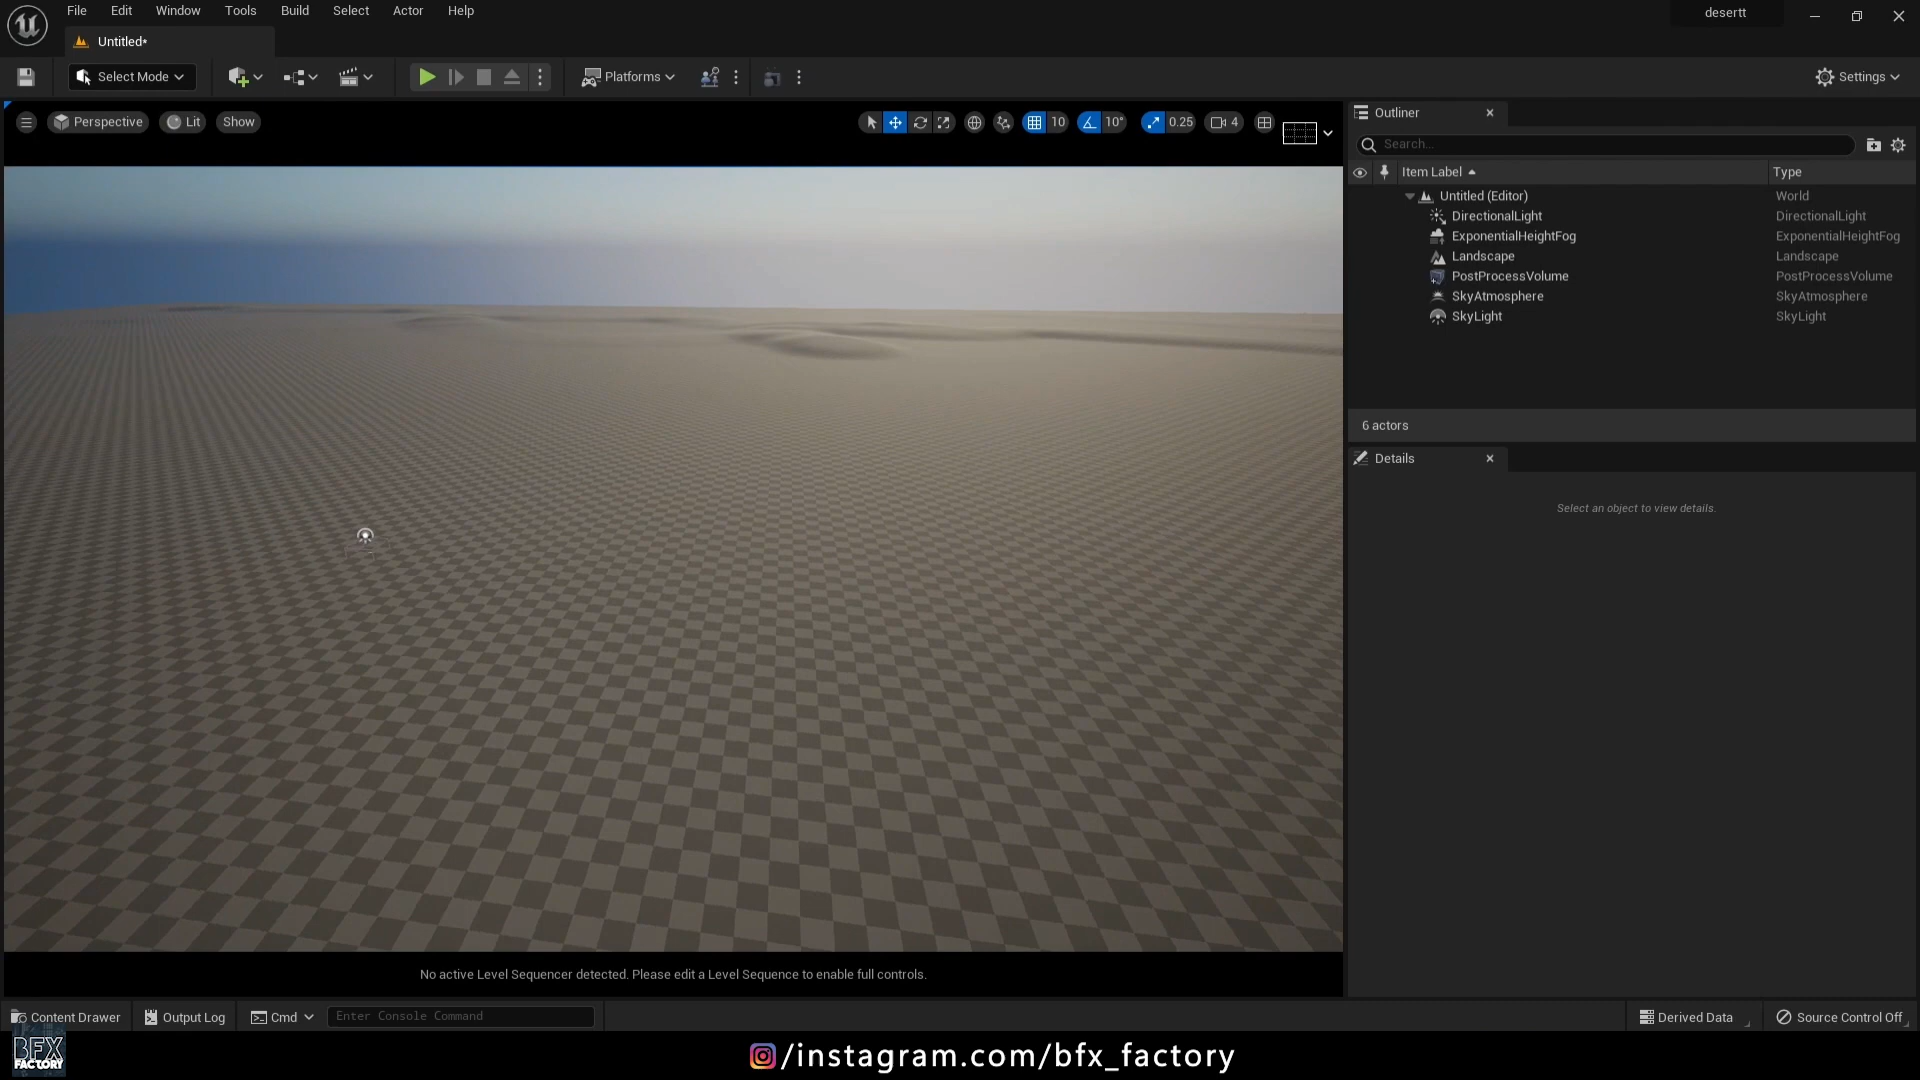 File Edit Window Tools Build Select Actor Help
desertt
Untitled*
Select Mode
Platforms
Settings
Perspective Lit Show
10 10° 0.25 4
Outliner
Search...
Item Label Type
Untitled (Editor) World
DirectionalLight DirectionalLight
ExponentialHeightFog ExponentialHeightFog
Landscape Landscape
PostProcessVolume PostProcessVolume
SkyAtmosphere SkyAtmosphere
SkyLight SkyLight
6 actors
Details
Select an object to view details.
No active Level Sequencer detected. Please edit a Level Sequence to enable full controls.
Content Drawer Output Log Cmd Enter Console Command Derived Data Source Control Off
BFX
FACTORY
/instagram.com/bfx_factory